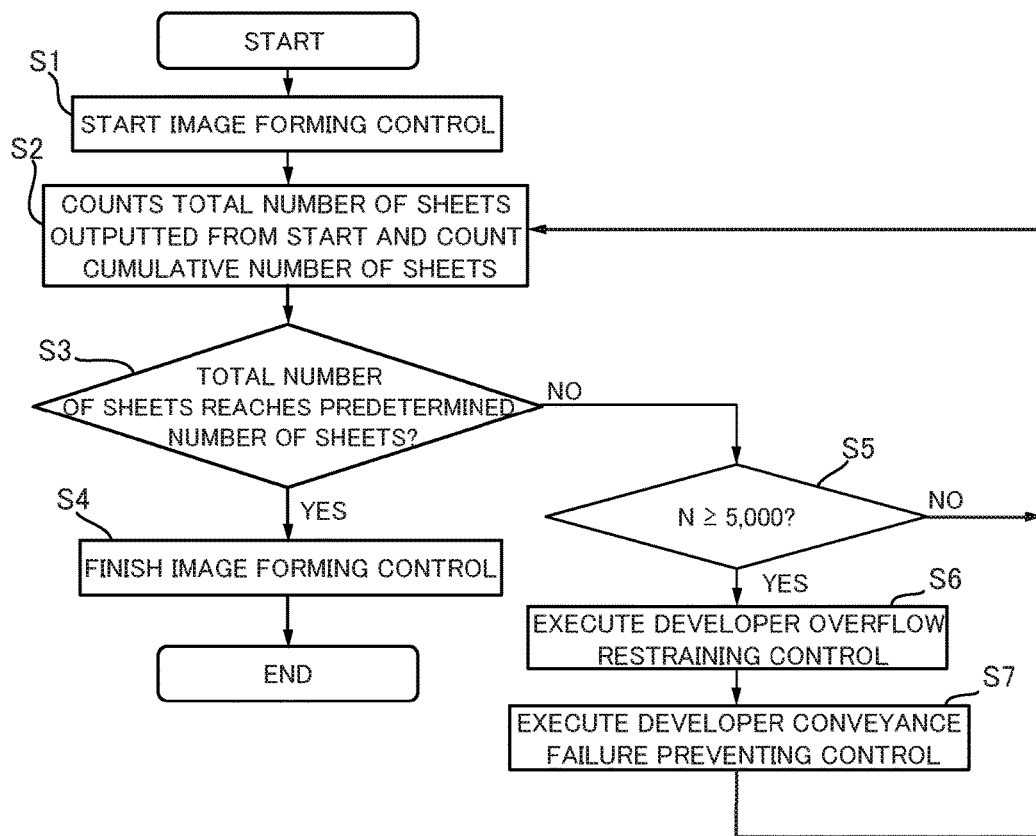 START
S1
START IMAGE FORMING CONTROL
S2
COUNTS TOTAL NUMBER OF SHEETS
OUTPUTTED FROM START AND COUNT
CUMULATIVE NUMBER OF SHEETS
S3
TOTAL NUMBER
OF SHEETS REACHES PREDETERMINED
NUMBER OF SHEETS?
NO
YES
S4
FINISH IMAGE FORMING CONTROL
END
S5
N ≥ 5,000?
NO
YES
S6
EXECUTE DEVELOPER OVERFLOW
RESTRAINING CONTROL
S7
EXECUTE DEVELOPER CONVEYANCE
FAILURE PREVENTING CONTROL